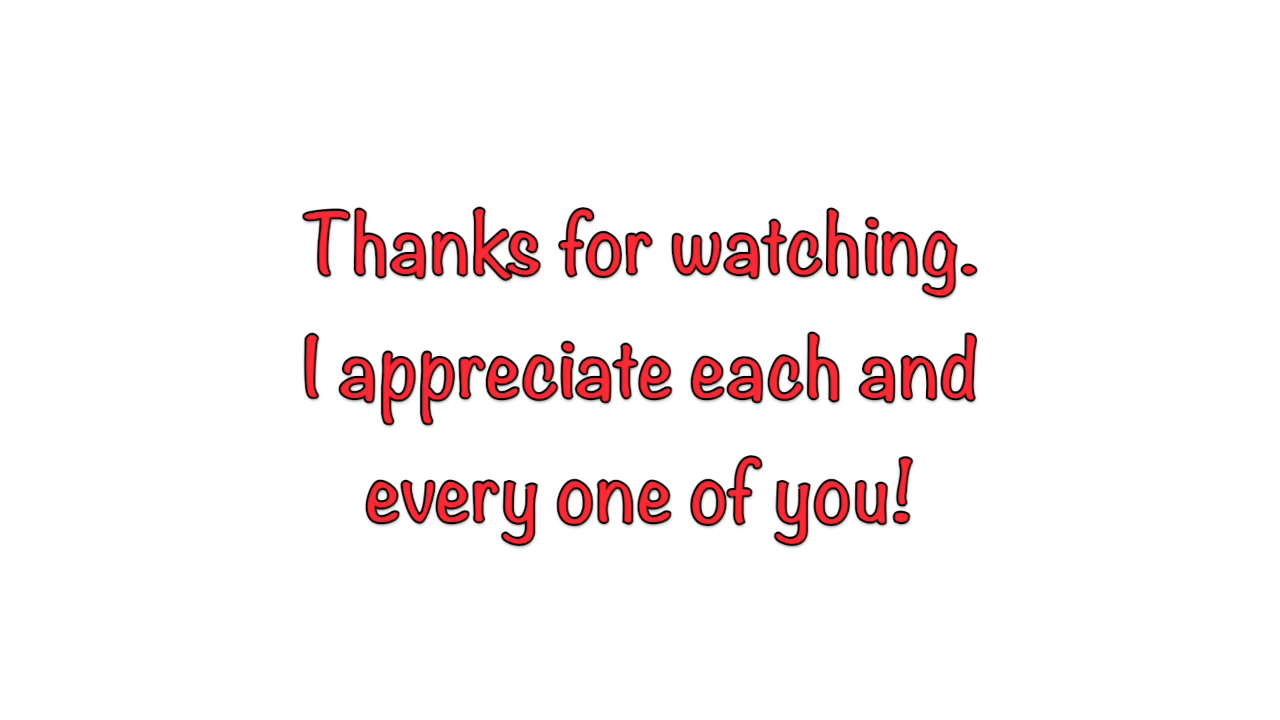 Thanks for watching.
I appreciate each and
every one of you!